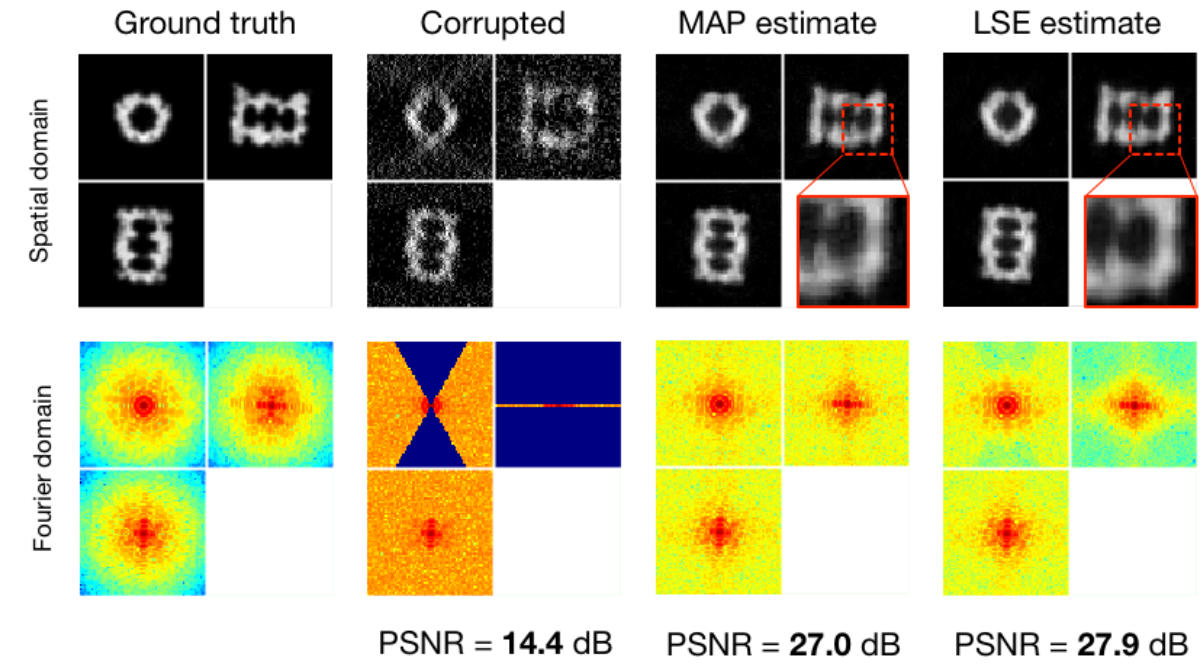 Ground truth
Corrupted
MAP estimate
LSE estimate
Spatial domain
Fourier domain
PSNR = 14.4 dB
PSNR = 27.0 dB
PSNR = 27.9 dB